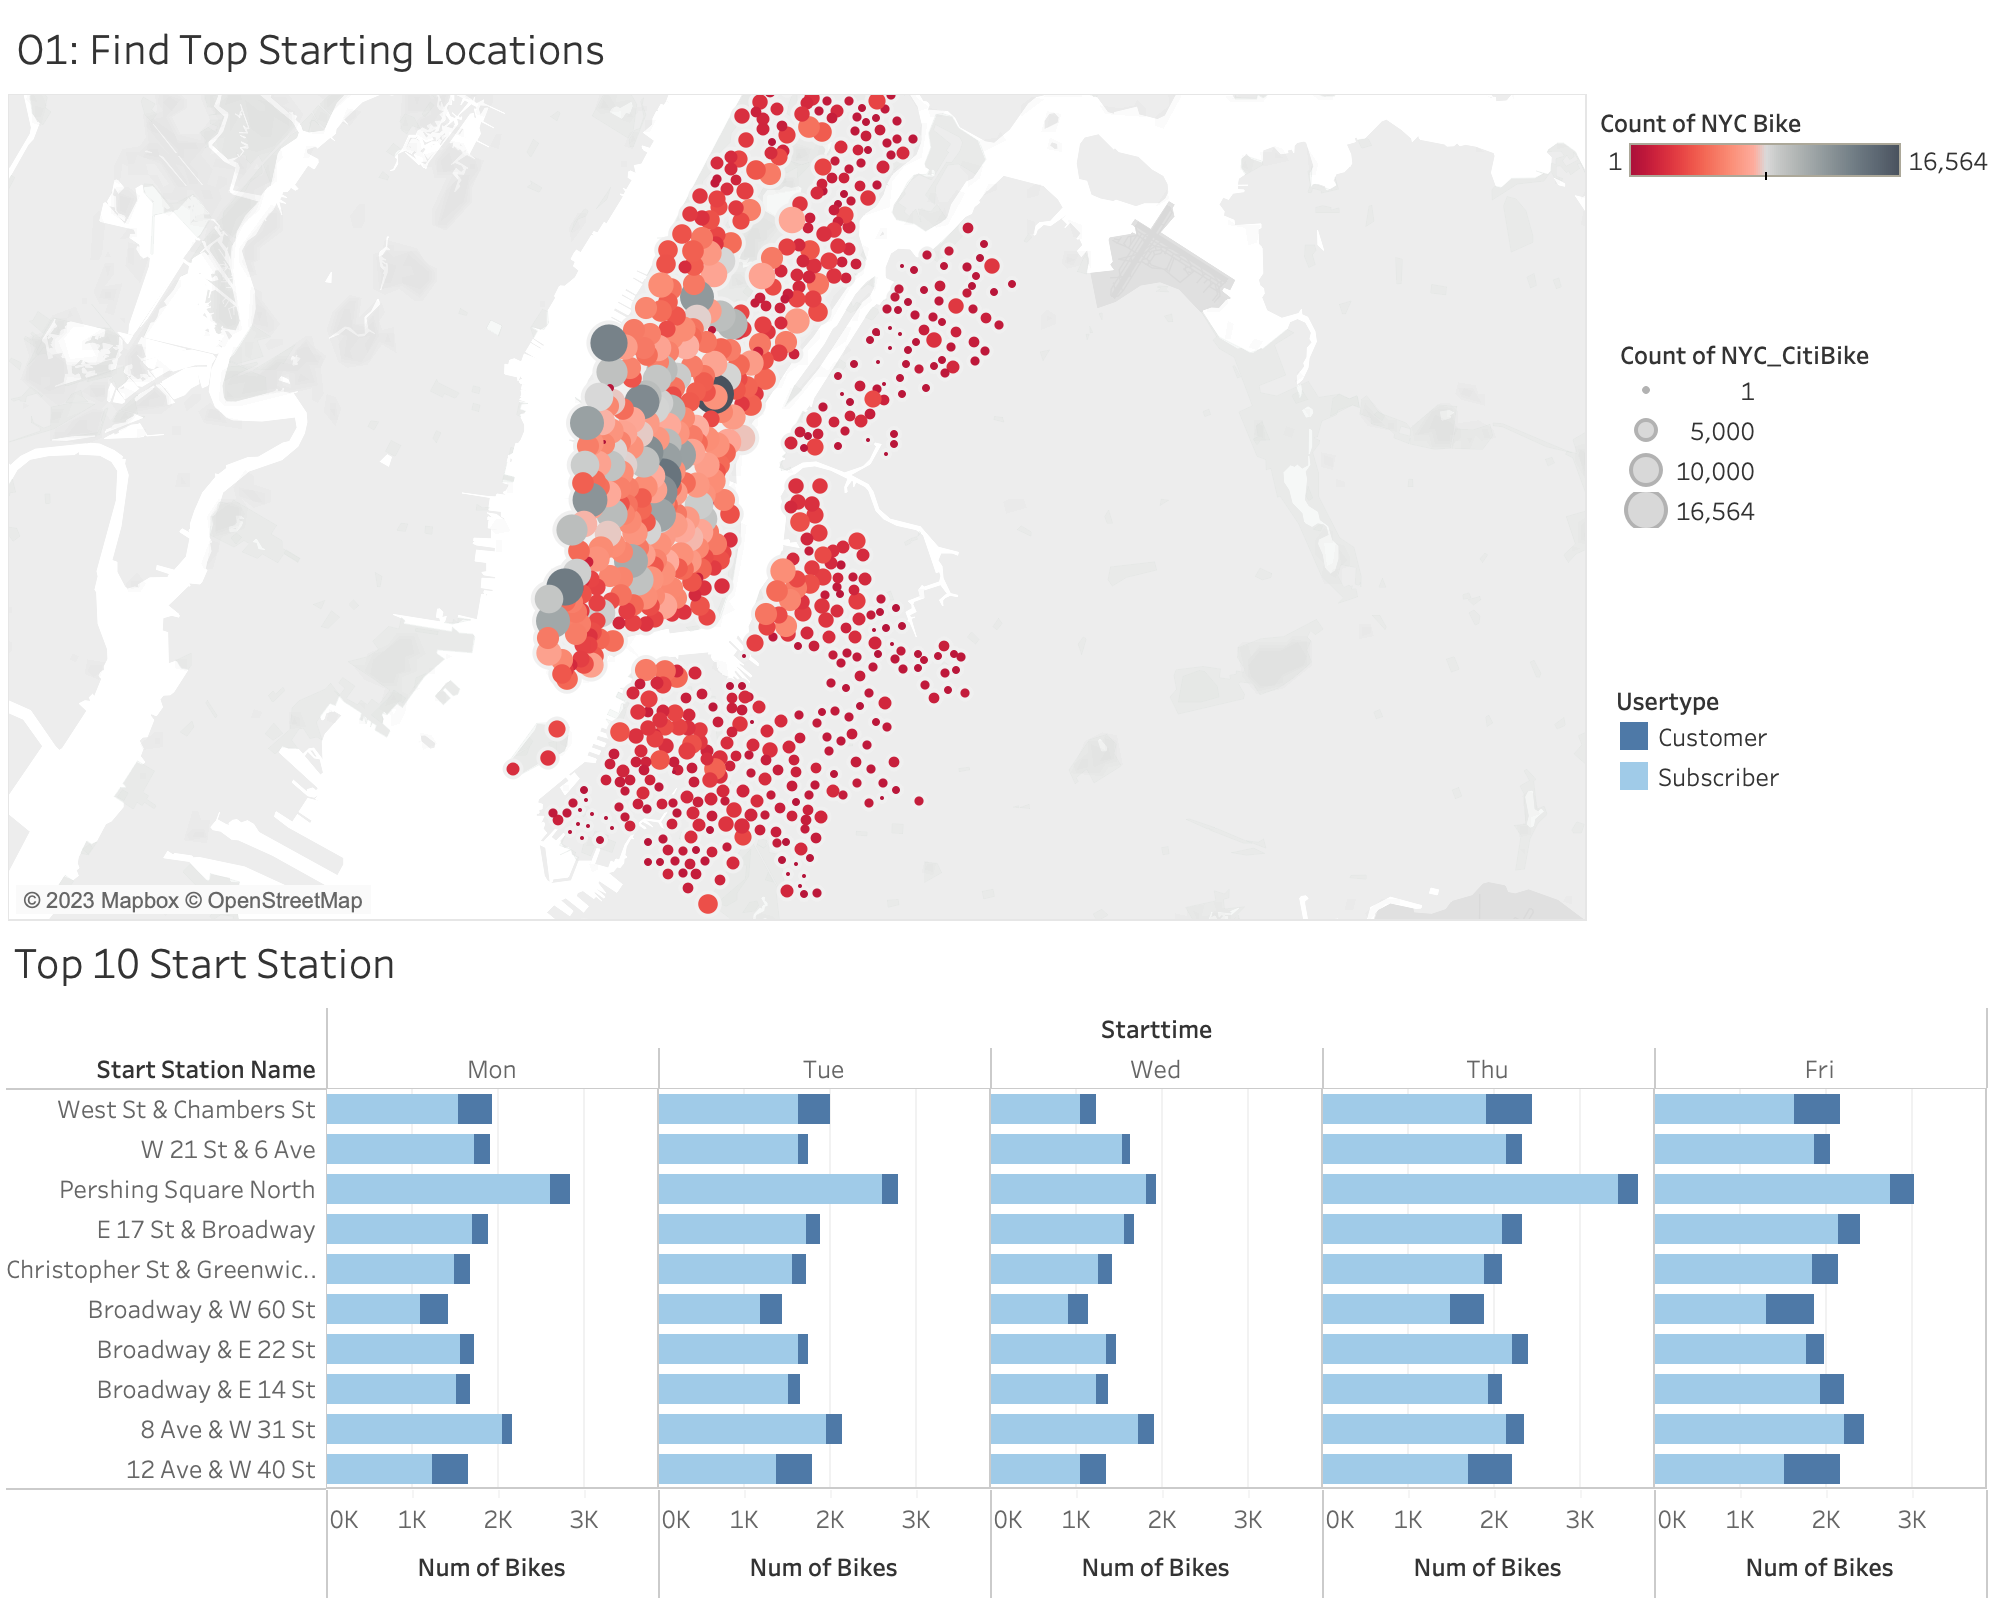 O1: Find Top Starting Locations
Count of NYC Bike
1 16,564
Count of NYC_CitiBike
1
5,000
10,000
16,564
Usertype
Customer
Subscriber
© 2023 Mapbox © OpenStreetMap
Top 10 Start Station
Starttime
Start Station Name Mon Tue Wed Thu Fri
West St & Chambers St
W 21 St & 6 Ave
Pershing Square North
E 17 St & Broadway
Christopher St & Greenwic..
Broadway & W 60 St
Broadway & E 22 St
Broadway & E 14 St
8 Ave & W 31 St
12 Ave & W 40 St
0K 1K 2K 3K 0K 1K 2K 3K 0K 1K 2K 3K 0K 1K 2K 3K 0K 1K 2K 3K
Num of Bikes Num of Bikes Num of Bikes Num of Bikes Num of Bikes